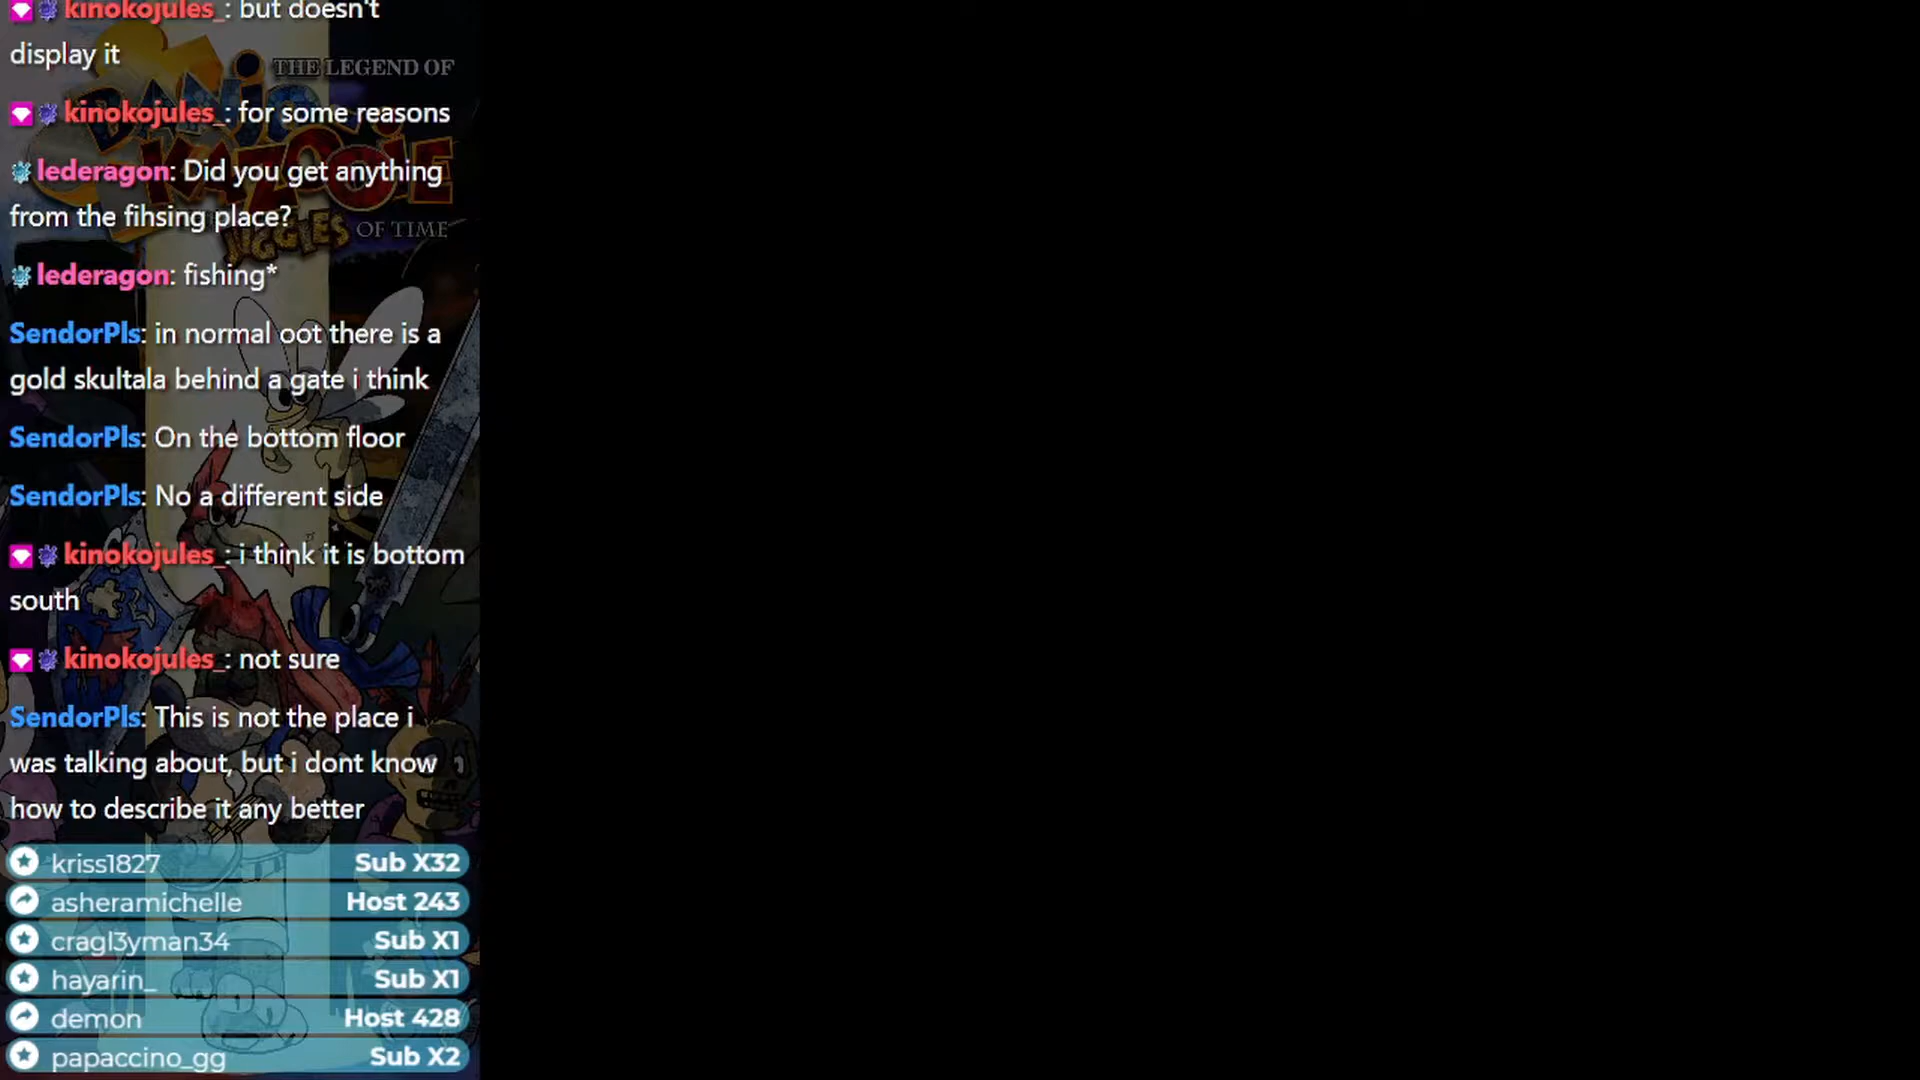 kinokojules_: but doesn't
display it
THE LEGEND OF
BANJO
KAZOOIE
JIGGIES OF TIME
kinokojules_: for some reasons
lederagon: Did you get anything
from the fihsing place?
lederagon: fishing*
SendorPls: in normal oot there is a
gold skultala behind a gate i think
SendorPls: On the bottom floor
SendorPls: No a different side
kinokojules_: i think it is bottom
south
kinokojules_: not sure
SendorPls: This is not the place i
was talking about, but i dont know
how to describe it any better
kriss1827 Sub X32
asheramichelle Host 243
cragl3yman34 Sub X1
hayarin_ Sub X1
demon Host 428
papaccino_gg Sub X2